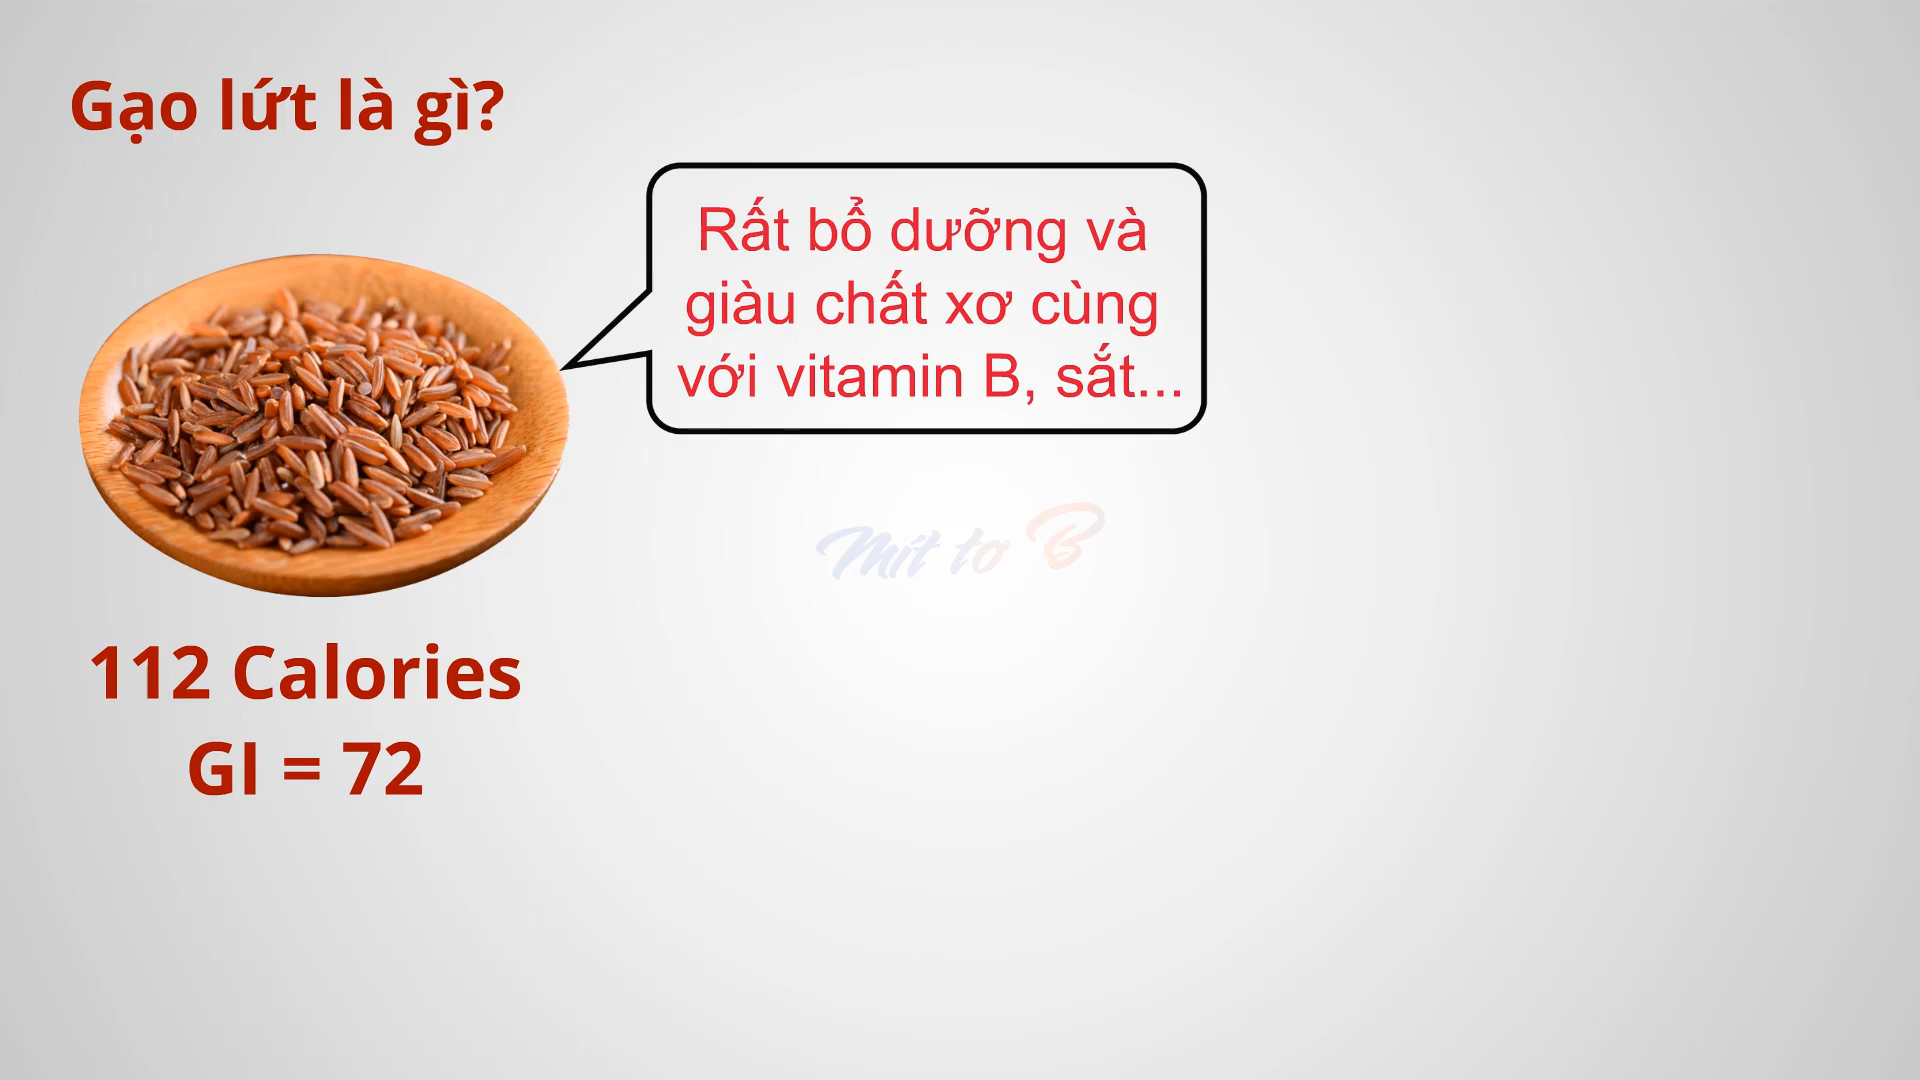 Gạo lứt là gì?
Rất bổ dưỡng và
giàu chất xơ cùng
với vitamin B, sắt...
Mít tơ B
112 Calories
GI = 72